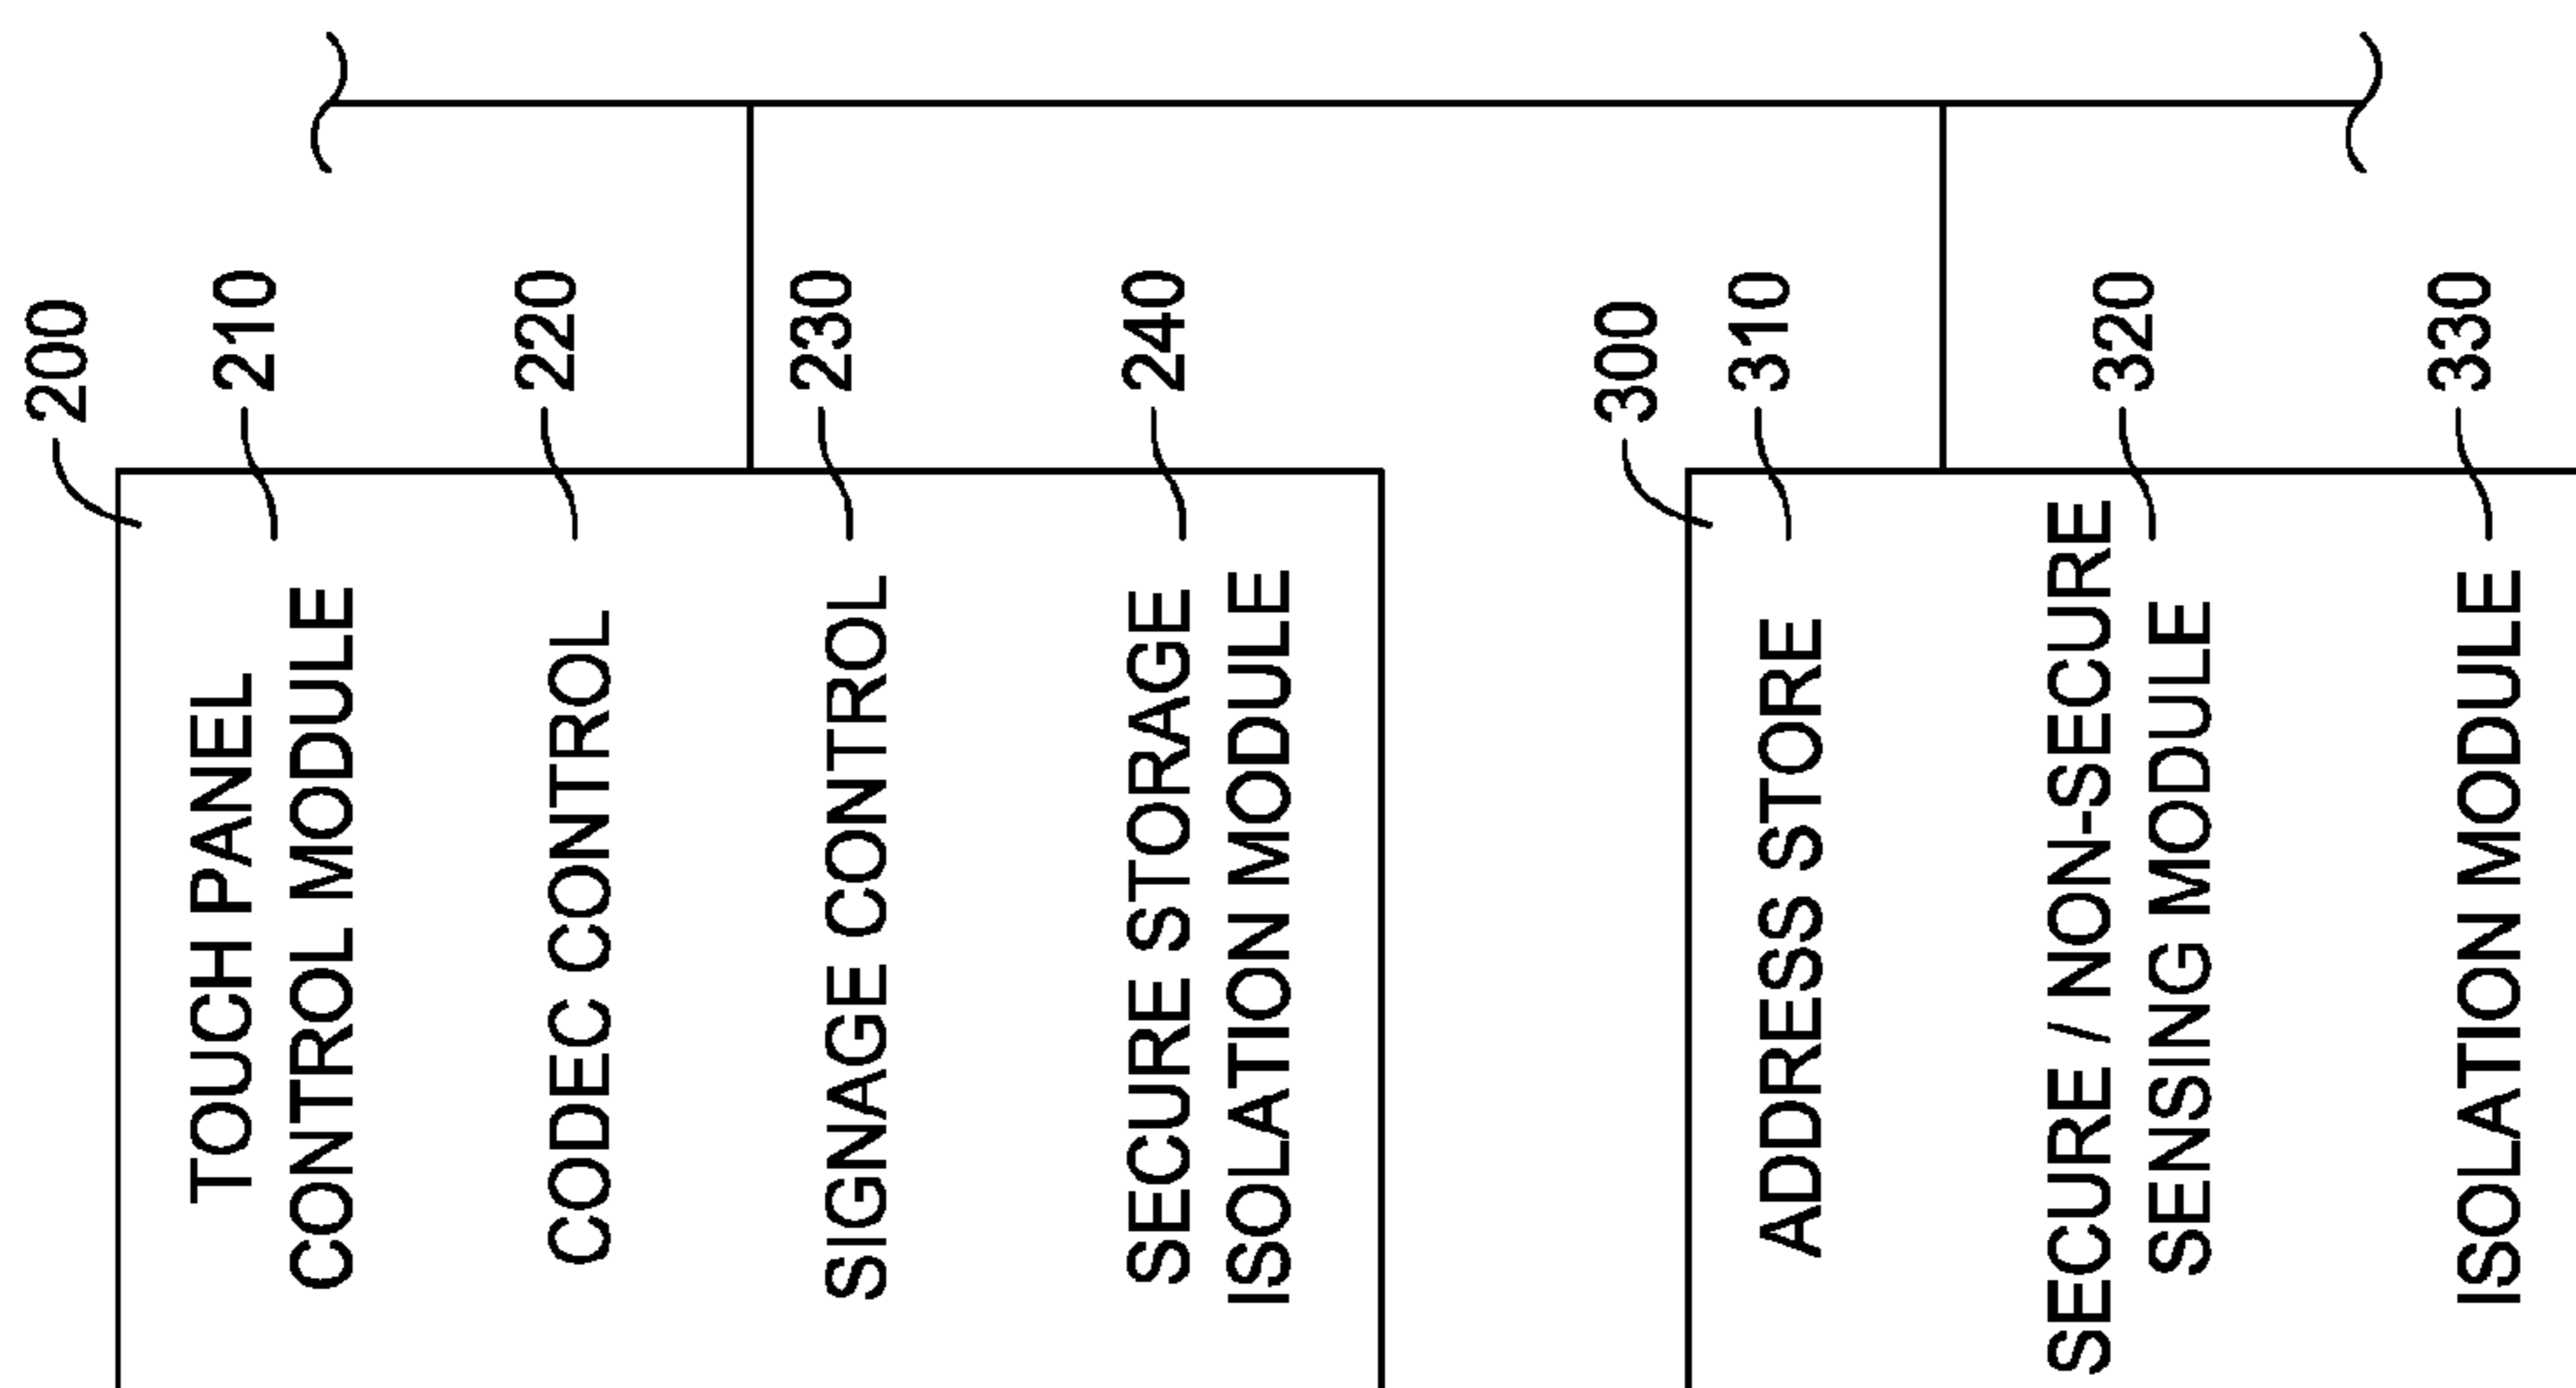 200
TOUCH PANEL
CONTROL MODULE
210
CODEC CONTROL
220
SIGNAGE CONTROL
230
SECURE STORAGE
ISOLATION MODULE
240
300
ADDRESS STORE
310
SECURE / NON-SECURE
SENSING MODULE
320
ISOLATION MODULE
330